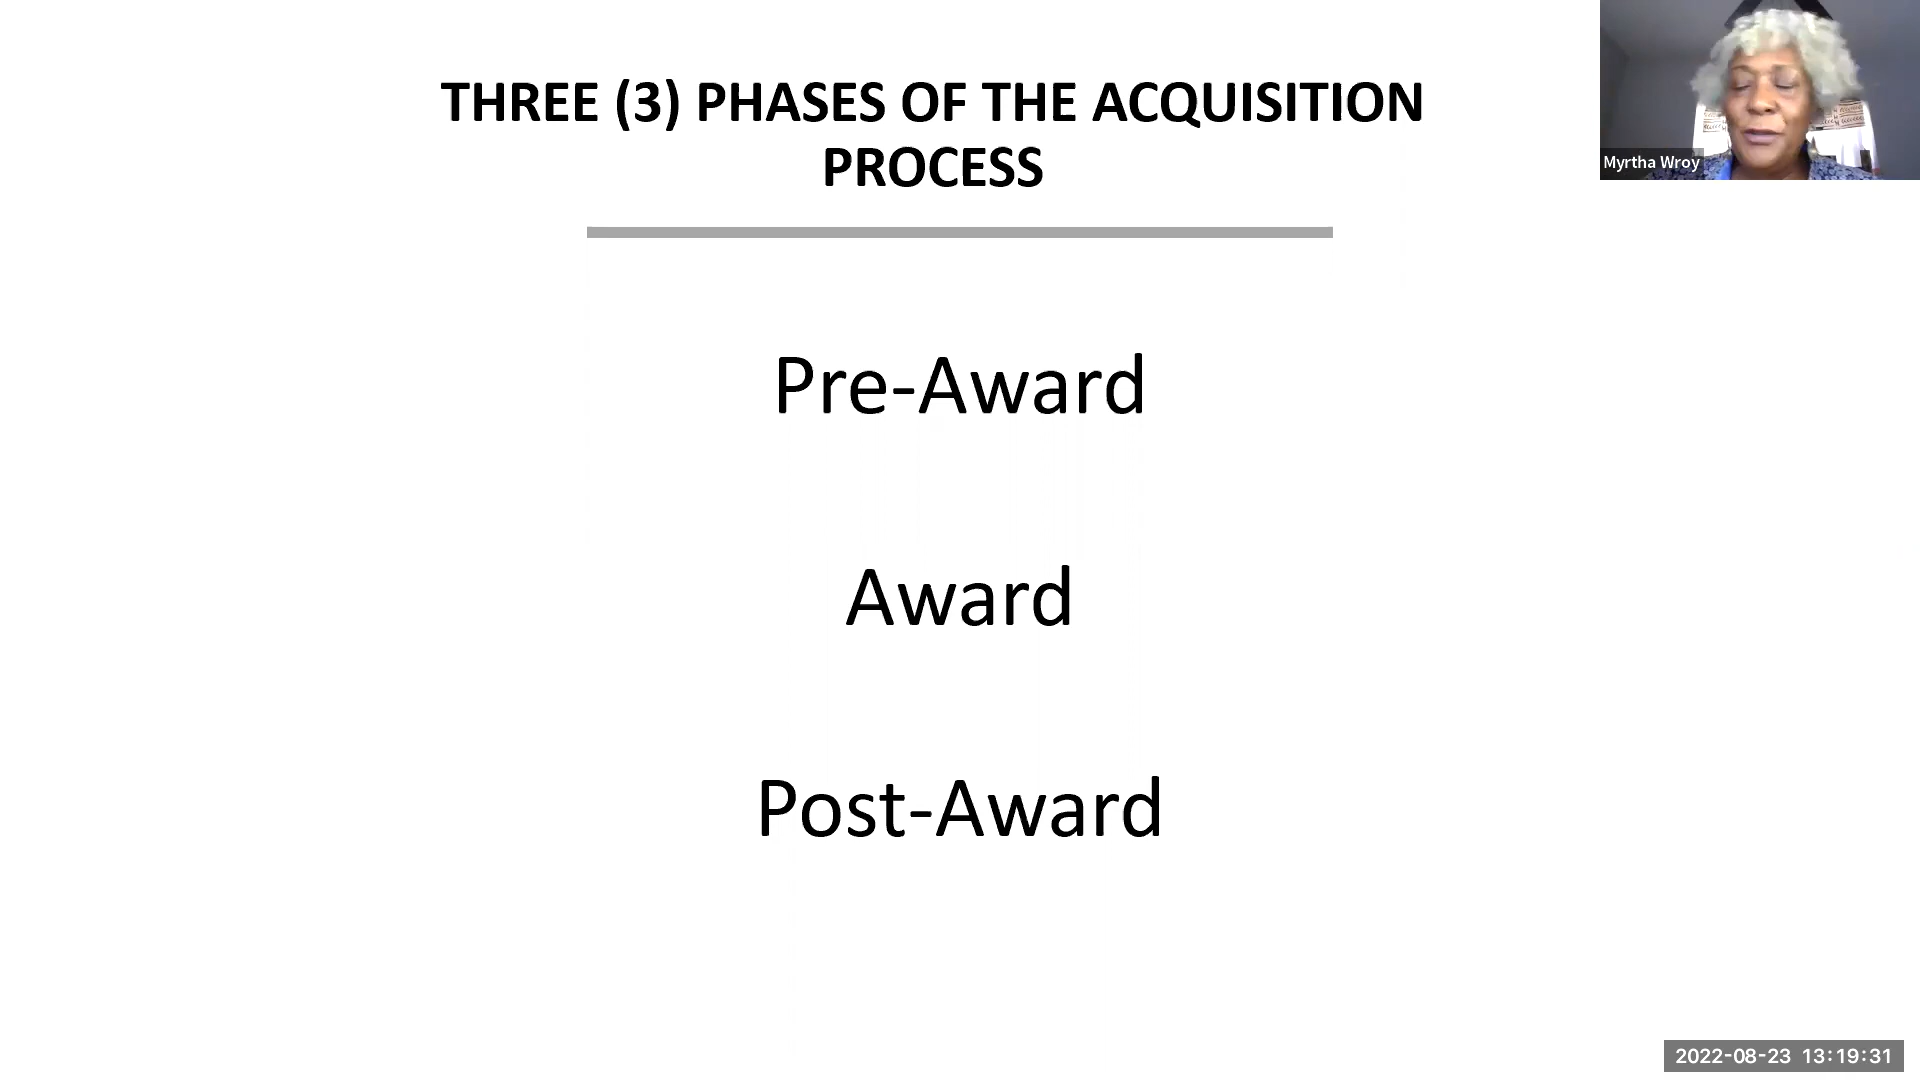 THREE (3) PHASES OF THE ACQUISITION
PROCESS
Myrtha Wroy
Pre-Award
Award
Post-Award
2022-08-23 13:19:31